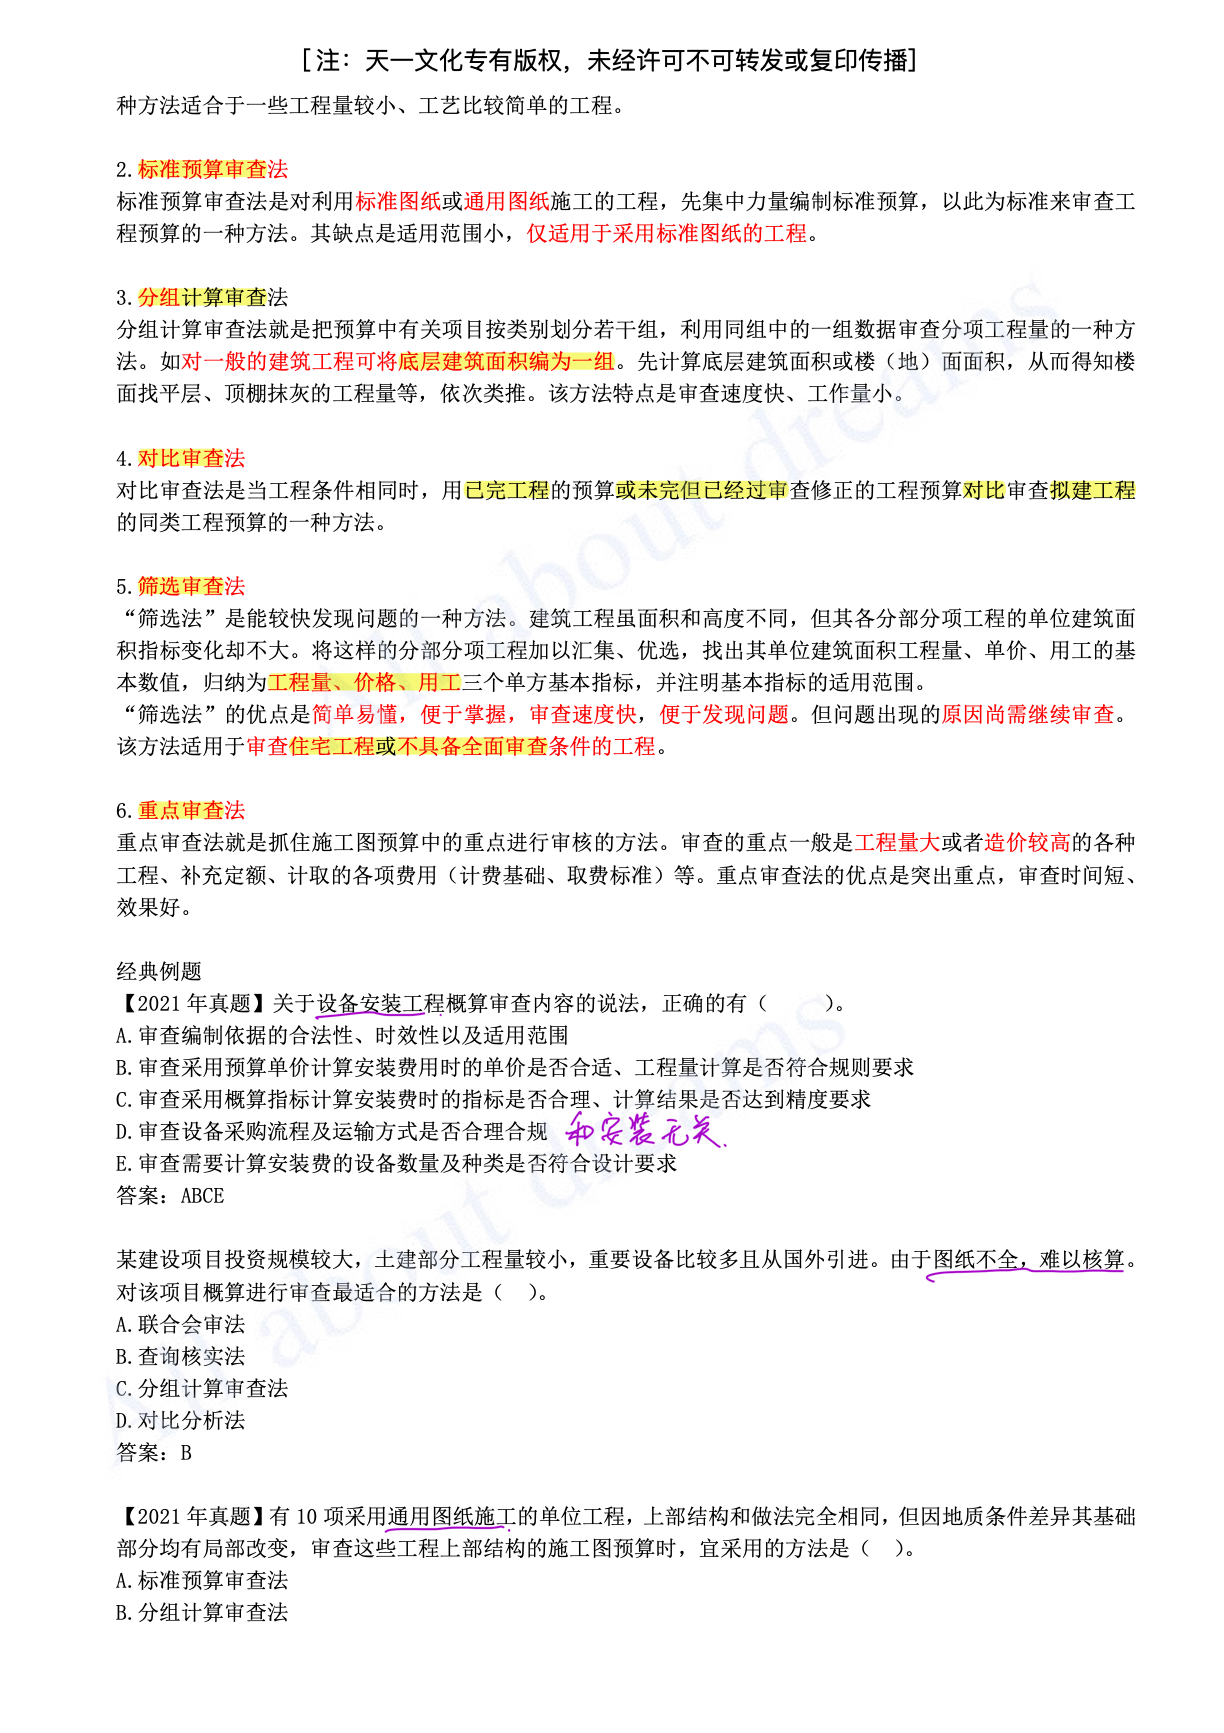 [注：天一文化专有版权，未经许可不可转发或复印传播]
种方法适合于一些工程量较小、工艺比较简单的工程。
2.标准预算审查法
标准预算审查法是对利用标准图纸或通用图纸施工的工程，先集中力量编制标准预算，以此为标准来审查工
程预算的一种方法。其缺点是适用范围小，仅适用于采用标准图纸的工程。
3.分组计算审查法
分组计算审查法就是把预算中有关项目按类别划分若干组，利用同组中的一组数据审查分项工程量的一种方
法。如对一般的建筑工程可将底层建筑面积编为一组。先计算底层建筑面积或楼（地）面面积，从而得知楼
面找平层、顶棚抹灰的工程量等，依次类推。该方法特点是审查速度快、工作量小。
4.对比审查法
对比审查法是当工程条件相同时，用已完工程的预算或未完但已经过审查修正的工程预算对比审查拟建工程
的同类工程预算的一种方法。
5.筛选审查法
“筛选法”是能较快发现问题的一种方法。建筑工程虽面积和高度不同，但其各分部分项工程的单位建筑面
积指标变化却不大。将这样的分部分项工程加以汇集、优选，找出其单位建筑面积工程量、单价、用工的基
本数值，归纳为工程量、价格、用工三个单方基本指标，并注明基本指标的适用范围。
“筛选法”的优点是简单易懂，便于掌握，审查速度快，便于发现问题。但问题出现的原因尚需继续审查。
该方法适用于审查住宅工程或不具备全面审查条件的工程。
6.重点审查法
重点审查法就是抓住施工图预算中的重点进行审核的方法。审查的重点一般是工程量大或者造价较高的各种
工程、补充定额、计取的各项费用（计费基础、取费标准）等。重点审查法的优点是突出重点，审查时间短、
效果好。
经典例题
【2021年真题】关于设备安装工程概算审查内容的说法，正确的有（　　）。
A.审查编制依据的合法性、时效性以及适用范围
B.审查采用预算单价计算安装费用时的单价是否合适、工程量计算是否符合规则要求
C.审查采用概算指标计算安装费时的指标是否合理、计算结果是否达到精度要求
D.审查设备采购流程及运输方式是否合理合规 和安装无关.
E.审查需要计算安装费的设备数量及种类是否符合设计要求
答案：ABCE
某建设项目投资规模较大，土建部分工程量较小，重要设备比较多且从国外引进。由于图纸不全，难以核算。
对该项目概算进行审查最适合的方法是（　）。
A.联合会审法
B.查询核实法
C.分组计算审查法
D.对比分析法
答案：B
【2021年真题】有10项采用通用图纸施工的单位工程，上部结构和做法完全相同，但因地质条件差异其基础
部分均有局部改变，审查这些工程上部结构的施工图预算时，宜采用的方法是（　）。
A.标准预算审查法
B.分组计算审查法
All about dreams
All about dreams